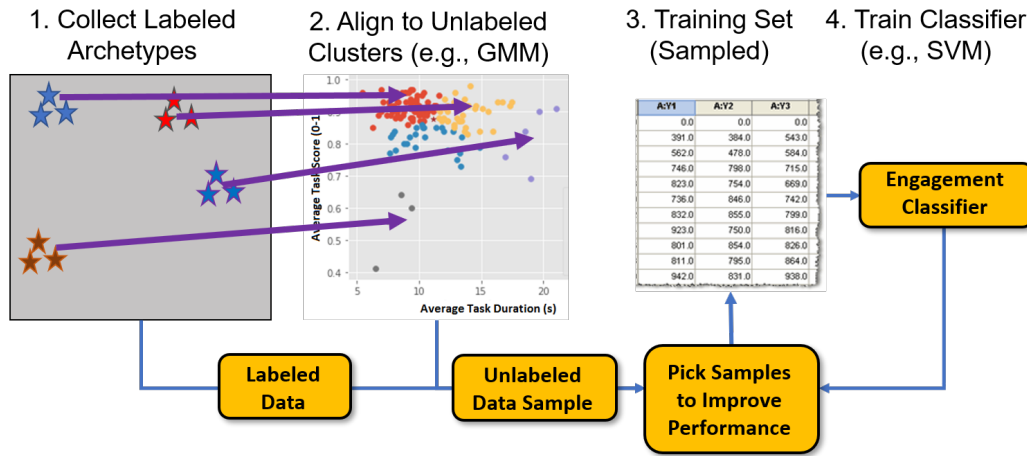 1. Collect Labeled
Archetypes
2. Align to Unlabeled
Clusters (e.g., GMM)
3. Training Set
(Sampled)
4. Train Classifier
(e.g., SVM)
Average Task Score (0-1
1.0
0.9
0.8
0.7
0.6
0.5
0.4
5
10
15
20
Average Task Duration (s)
A:Y1 A:Y2 A:Y3
0.0 0.0 0.0
391.0 384.0 543.0
562.0 478.0 584.0
746.0 798.0 715.0
823.0 754.0 669.0
736.0 846.0 742.0
832.0 855.0 799.0
923.0 750.0 816.0
801.0 854.0 826.0
811.0 795.0 864.0
942.0 831.0 938.0
Engagement
Classifier
Labeled
Data
Unlabeled
Data Sample
Pick Samples
to Improve
Performance